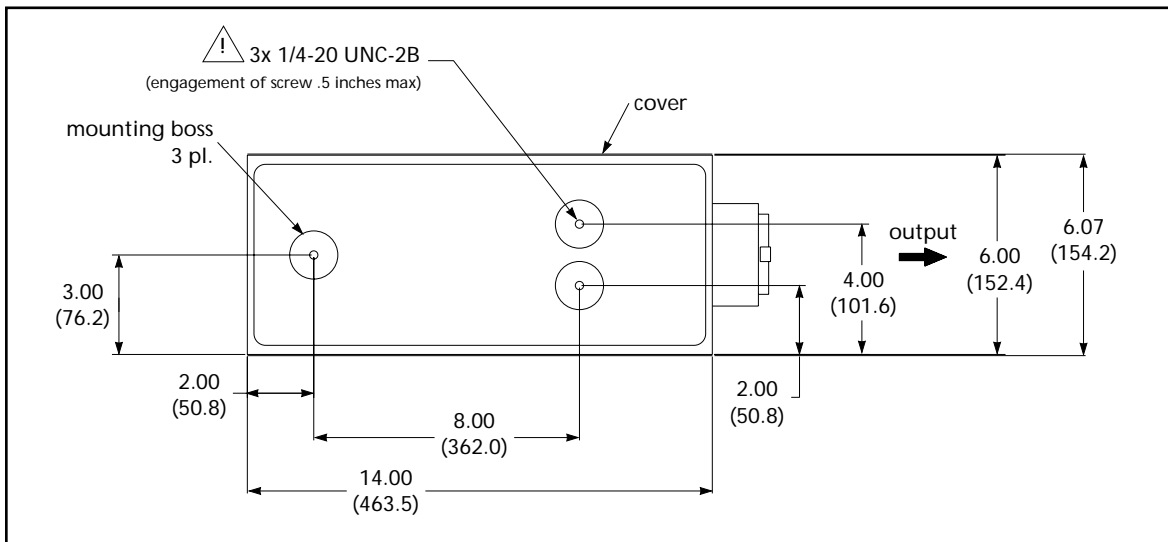 !
3x 1/4-20 UNC-2B
(engagement of screw .5 inches max)
cover
mounting boss
3 pl.
output
6.07
(154.2)
6.00
(152.4)
4.00
(101.6)
3.00
(76.2)
2.00
(50.8)
2.00
(50.8)
8.00
(362.0)
14.00
(463.5)